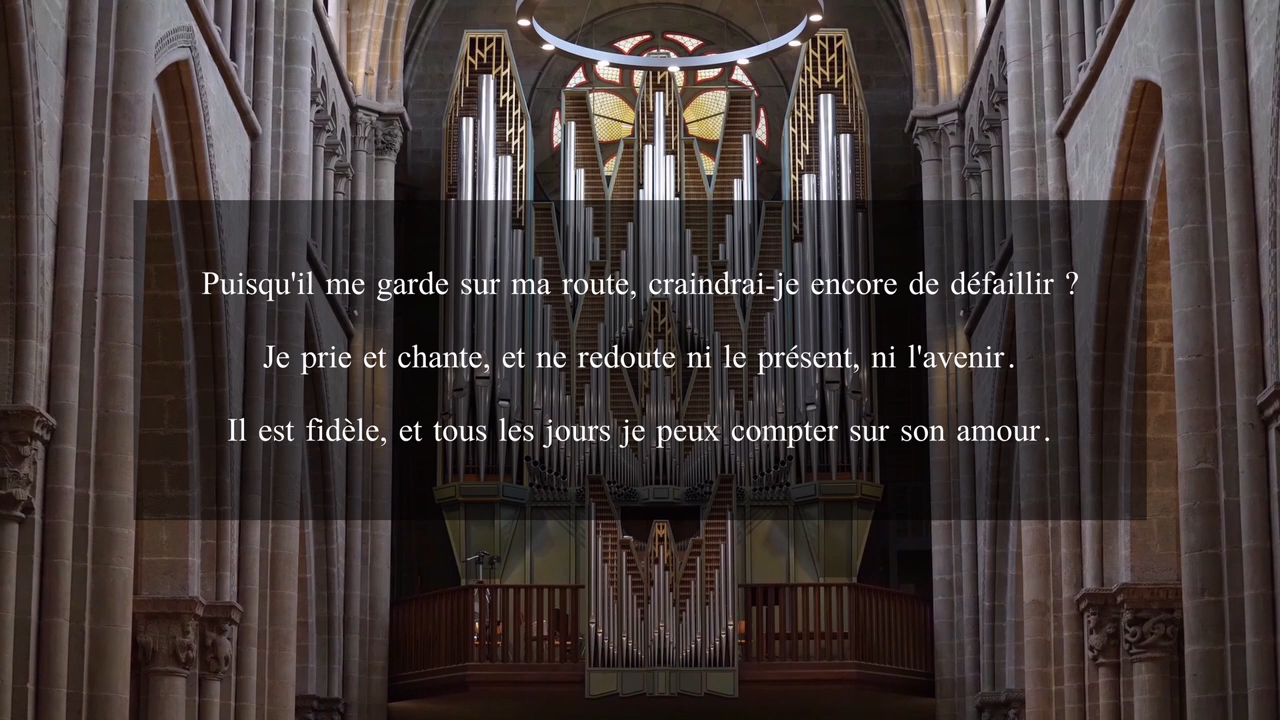 Puisqu'il me garde sur ma route, craindrai-je encore de défaillir ?
Je prie et chante, et ne redoute ni le présent, ni l'avenir.
Il est fidèle, et tous les jours je peux compter sur son amour.